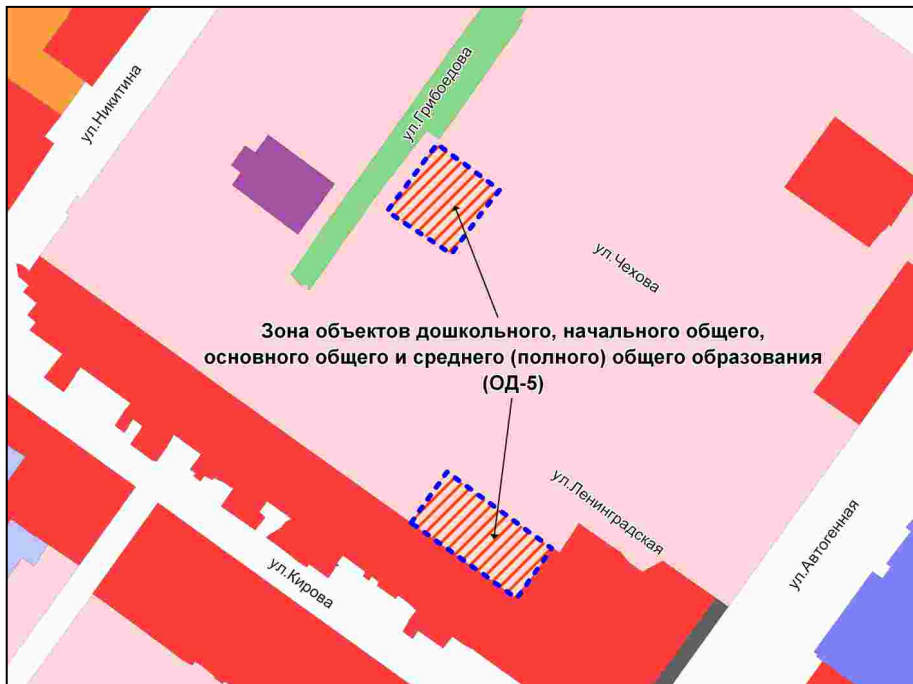 ул.Никитина
ул.Грибоедова
ул.Чехова
Зона объектов дошкольного, начального общего,
основного общего и среднего (полного) общего образования
(ОД-5)
ул.Ленинградская
ул.Автогенная
ул.Кирова